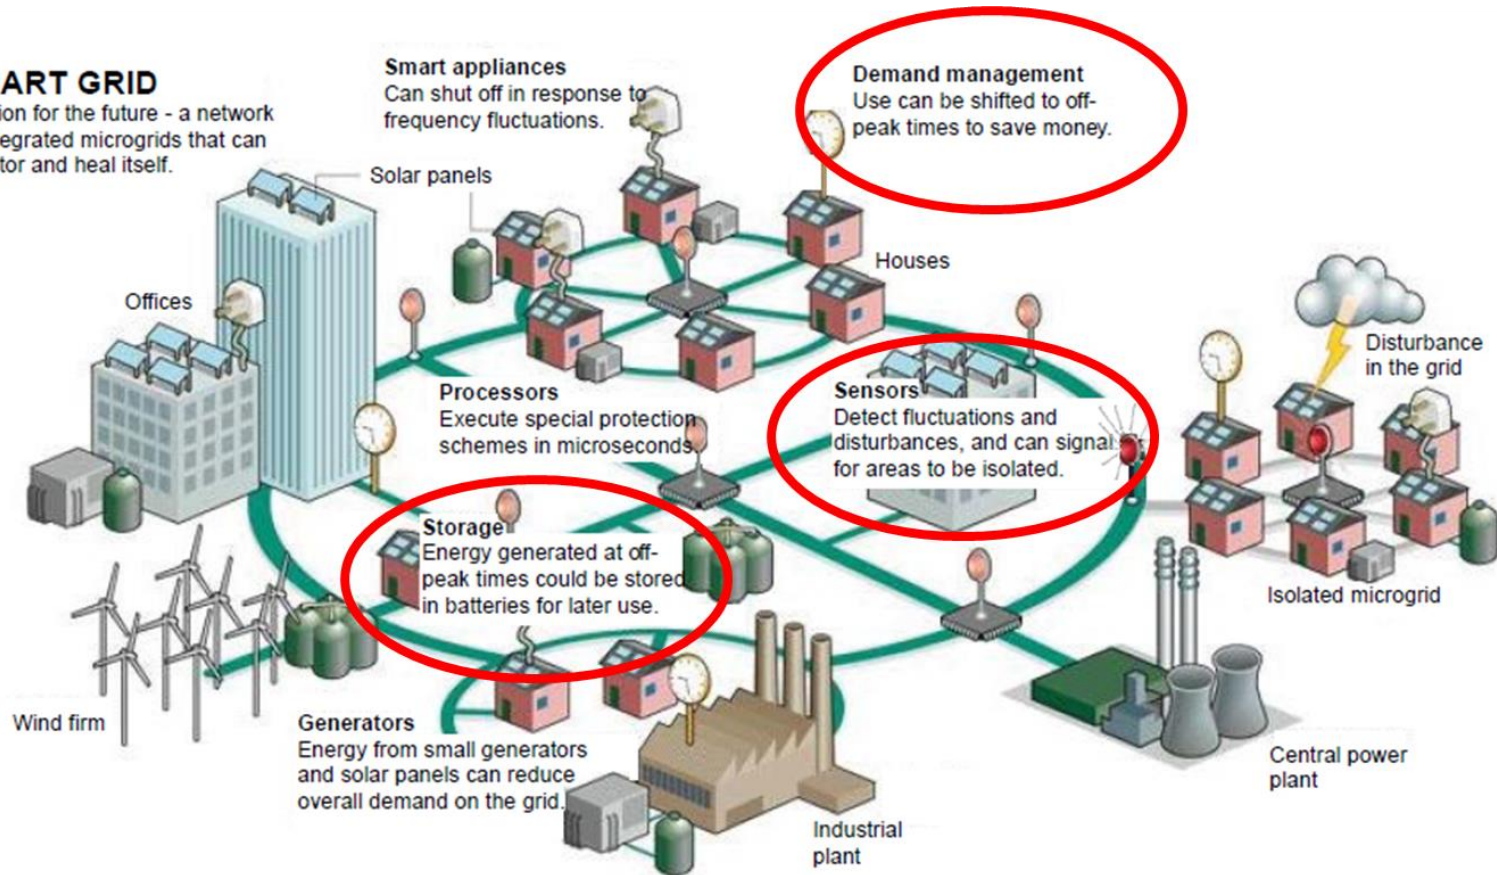 ART GRID
ion for the future - a network
egrated microgrids that can
tor and heal itself.
Smart appliances
Can shut off in response to
frequency fluctuations.
Demand management
Use can be shifted to off-
peak times to save money.
Solar panels
Houses
Offices
Disturbance
in the grid
Processors
Execute special protection
schemes in microseconds
Sensors
Detect fluctuations and
disturbances, and can signal
for areas to be isolated.
Storage
Energy generated at off-
peak times could be stored
in batteries for later use.
Isolated microgrid
Wind firm
Generators
Energy from small generators
and solar panels can reduce
overall demand on the grid.
Central power
plant
Industrial
plant